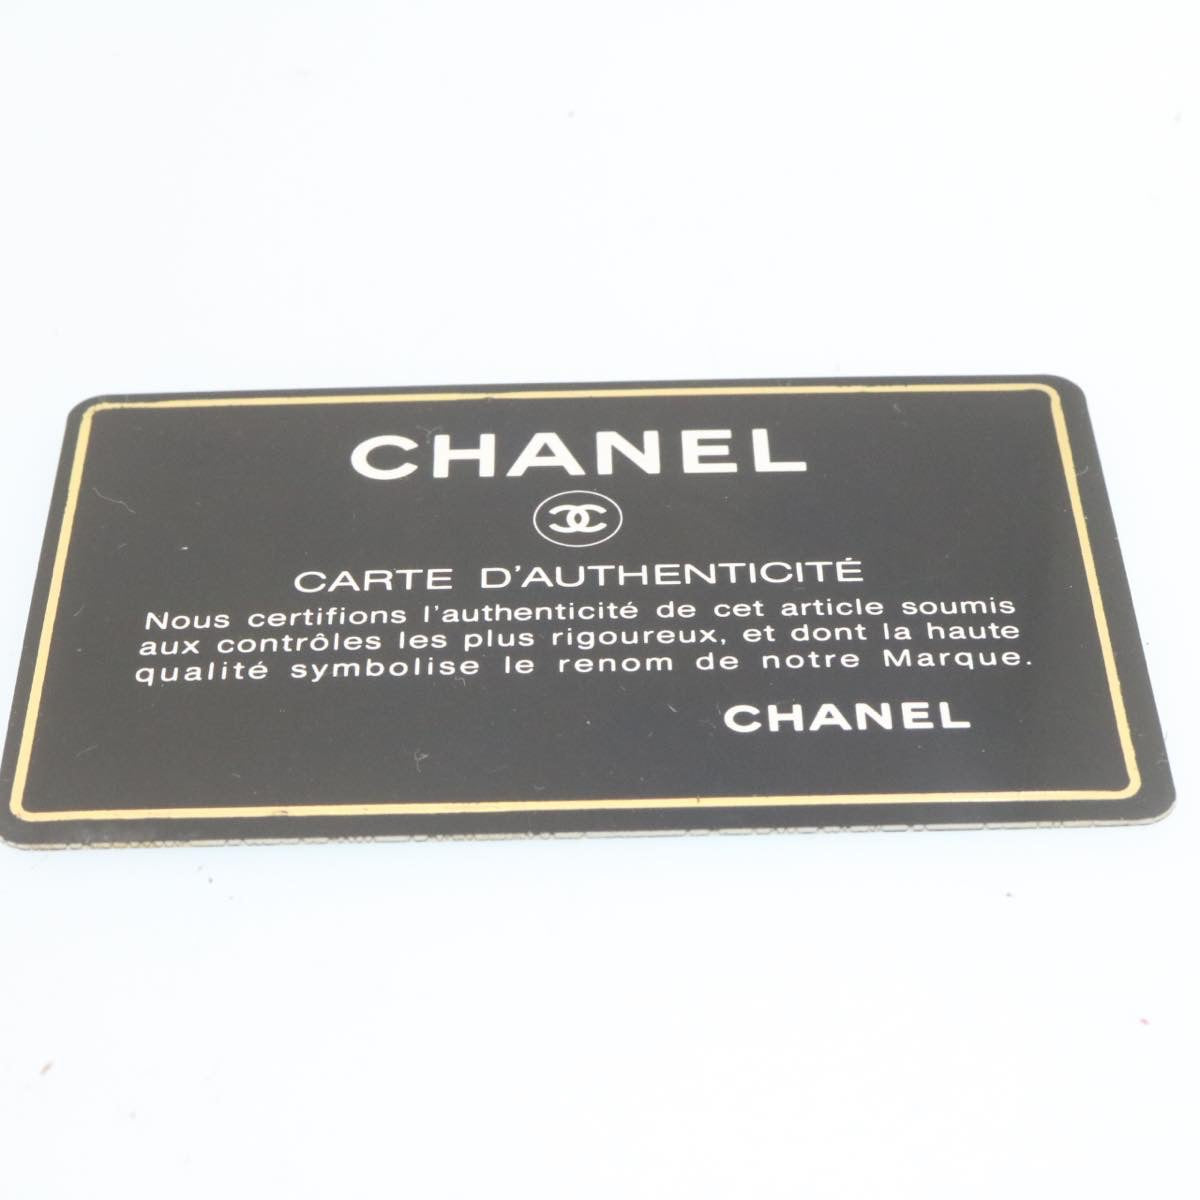 CHANEL
CARTE D'AUTHENTICITÉ
Nous certifions l'authenticité de cet article soumis
aux contrôles les plus rigoureux, et dont la haute
qualité symbolise le renom de notre Marque.
CHANEL